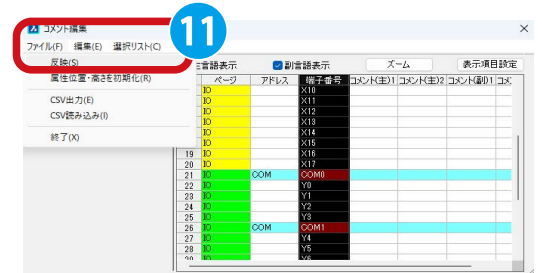 コメント編集
11
ファイル(F) 編集(E) 選択リスト(C)
反映(S)
属性位置・高さを初期化(R)
CSV出力(E)
CSV読み込み(I)
終了(X)
主言語表示 副言語表示 ズーム 表示項目設定
ページ アドレス 端子番号 コメント(主)1 コメント(主)2 コメント(副)1 コメ
IO X10
IO X11
IO X12
IO X13
IO X14
IO X15
19 IO X16
20 IO X17
21 IO COM COM0
22 IO Y0
23 IO Y1
24 IO Y2
25 IO Y3
26 IO COM COM1
27 IO Y4
28 IO Y5
29 IO Y6